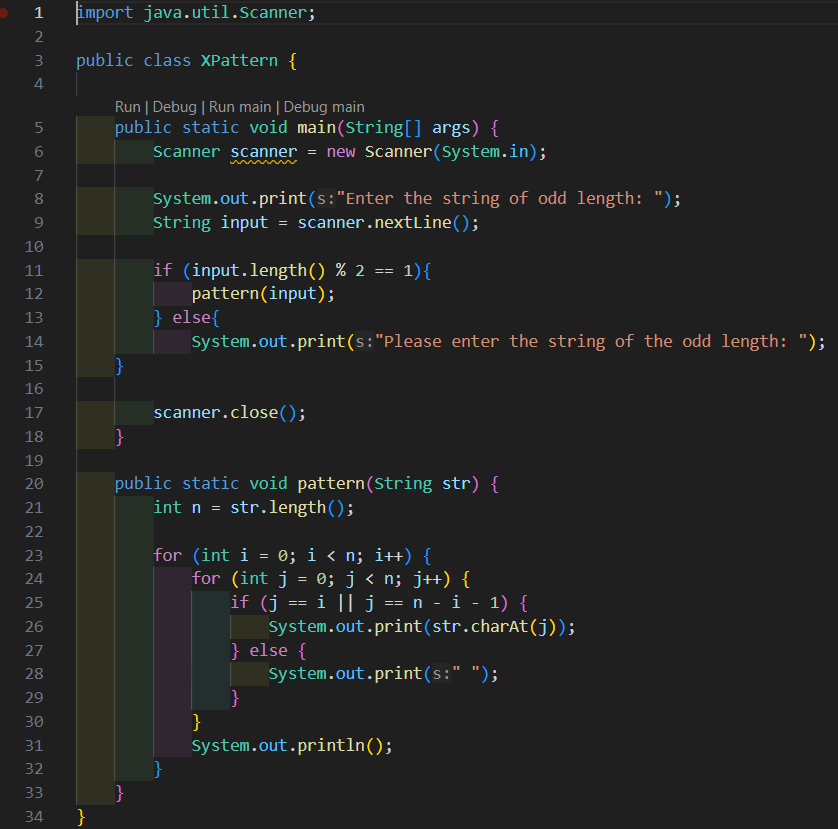 1 import java.util.Scanner;
2
3 public class XPattern {
4
Run | Debug | Run main | Debug main
5     public static void main(String[] args) {
6         Scanner scanner = new Scanner(System.in);
7
8         System.out.print(s:"Enter the string of odd length: ");
9         String input = scanner.nextLine();
10
11         if (input.length() % 2 == 1){
12             pattern(input);
13         } else{
14             System.out.print(s:"Please enter the string of the odd length: ");
15     }
16
17         scanner.close();
18     }
19
20     public static void pattern(String str) {
21         int n = str.length();
22
23         for (int i = 0; i < n; i++) {
24             for (int j = 0; j < n; j++) {
25                 if (j == i || j == n - i - 1) {
26                     System.out.print(str.charAt(j));
27                 } else {
28                     System.out.print(s:" ");
29                 }
30             }
31             System.out.println();
32         }
33     }
34 }